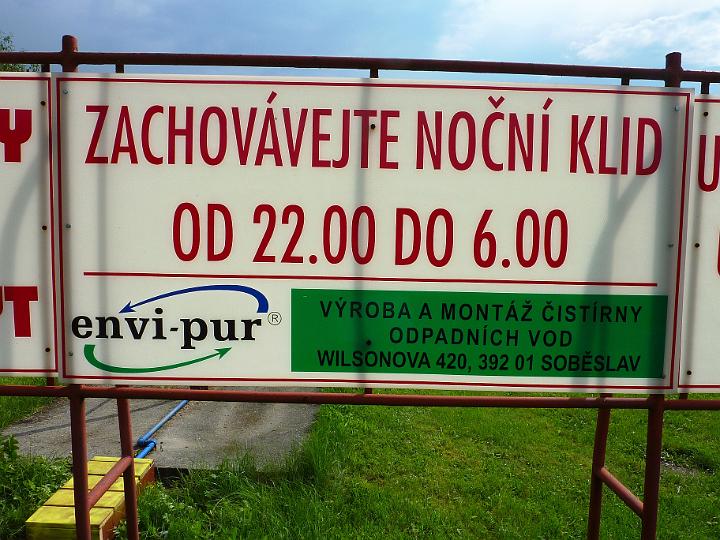 ZACHOVÁVEJTE NOČNÍ KLID
OD 22.00 DO 6.00
envi-pur®
VÝROBA A MONTÁŽ ČISTÍRNY
ODPADNÍCH VOD
WILSONOVA 420, 392 01 SOBĚSLAV